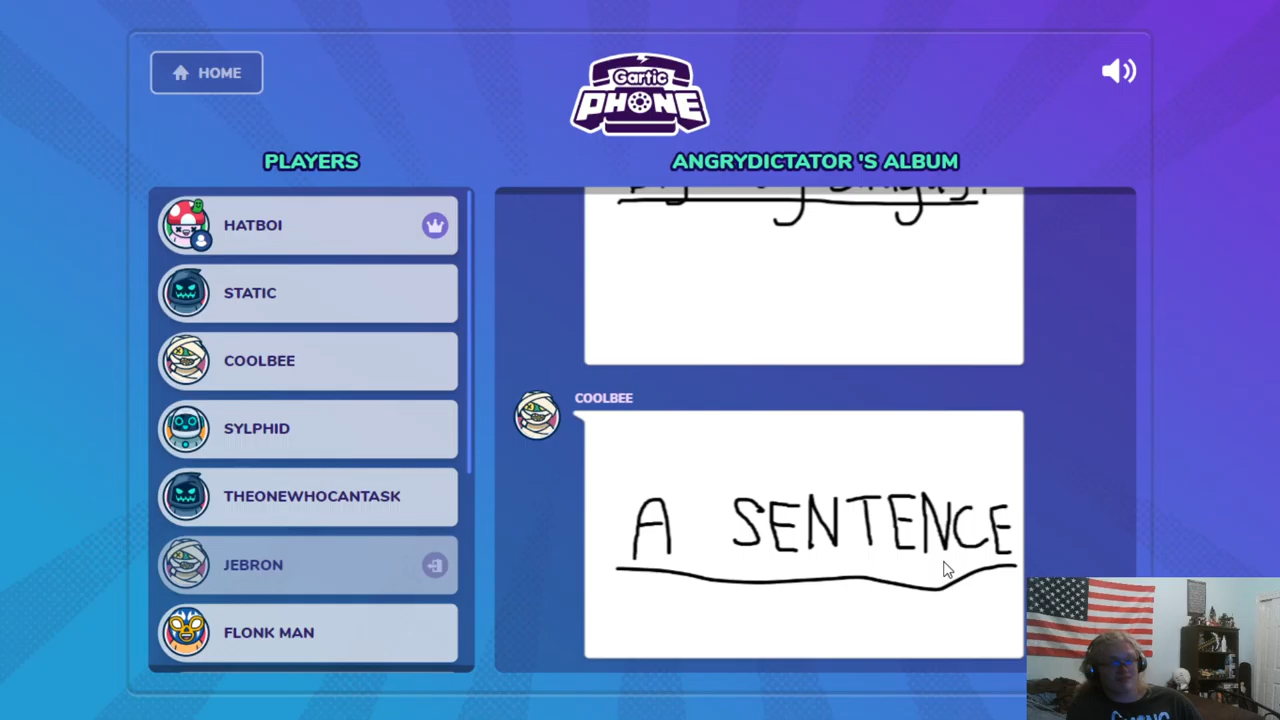 HOME
Gartic
PHONE
PLAYERS
ANGRYDICTATOR 'S ALBUM
HATBOI
STATIC
COOLBEE
SYLPHID
THEONEWHOCANTASK
JEBRON
FLONK MAN
COOLBEE
A SENTENCE